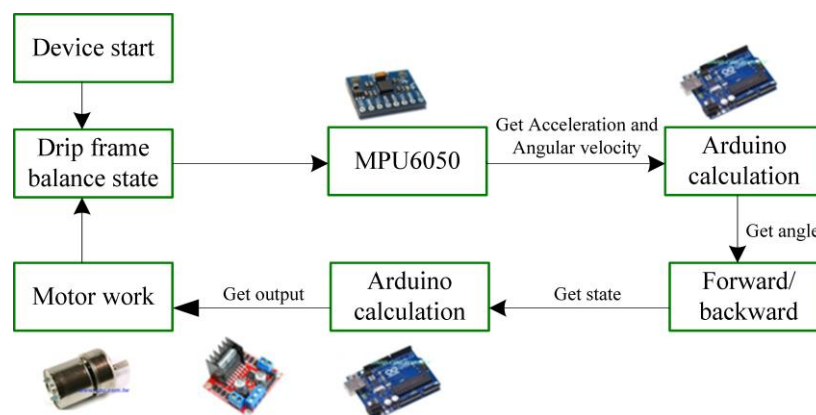 Device start
Drip frame
balance state
MPU6050
Get Acceleration and
Angular velocity
Arduino
calculation
Get angle
Forward/
backward
Get state
Arduino
calculation
Get output
Motor work